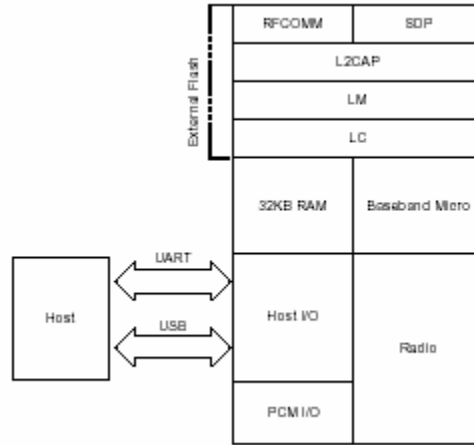 RFCOMM
SDP
L2CAP
LM
LC
External Flash
32KB RAM
Baseband Micro
UART
Host
USB
Host I/O
Radio
PCM I/O